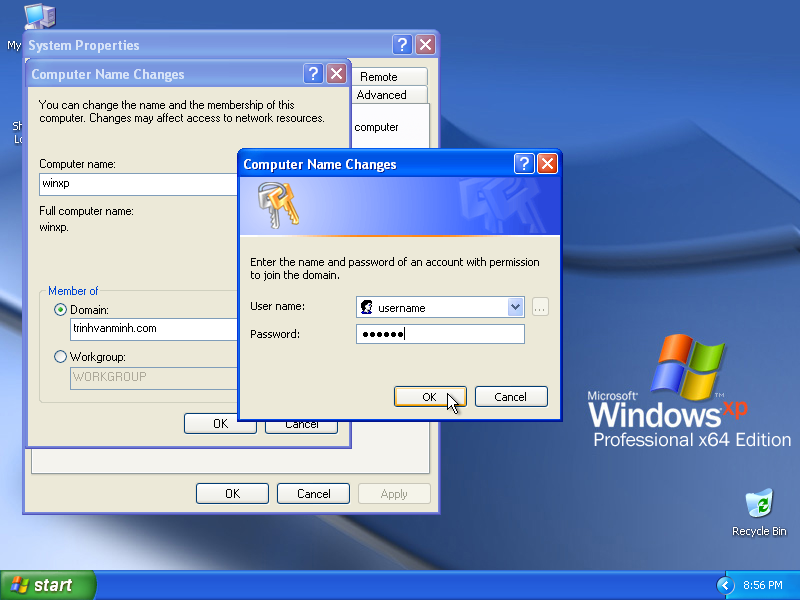 My
Sh
Lo
System Properties
?
Remote
Advanced
computer
Computer Name Changes
?
You can change the name and the membership of this
computer. Changes may affect access to network resources.
Computer name:
winxp
Full computer name:
winxp.
Member of
Domain:
trinhvanminh.com
Workgroup:
WORKGROUP
OK
Cancel
OK
Cancel
Apply
Computer Name Changes
?
Enter the name and password of an account with permission
to join the domain.
User name:
username
...
Password:
●●●●●●
OK
Cancel
Microsoft®
Windows xp ™
Professional x64 Edition
Recycle Bin
start
8:56 PM